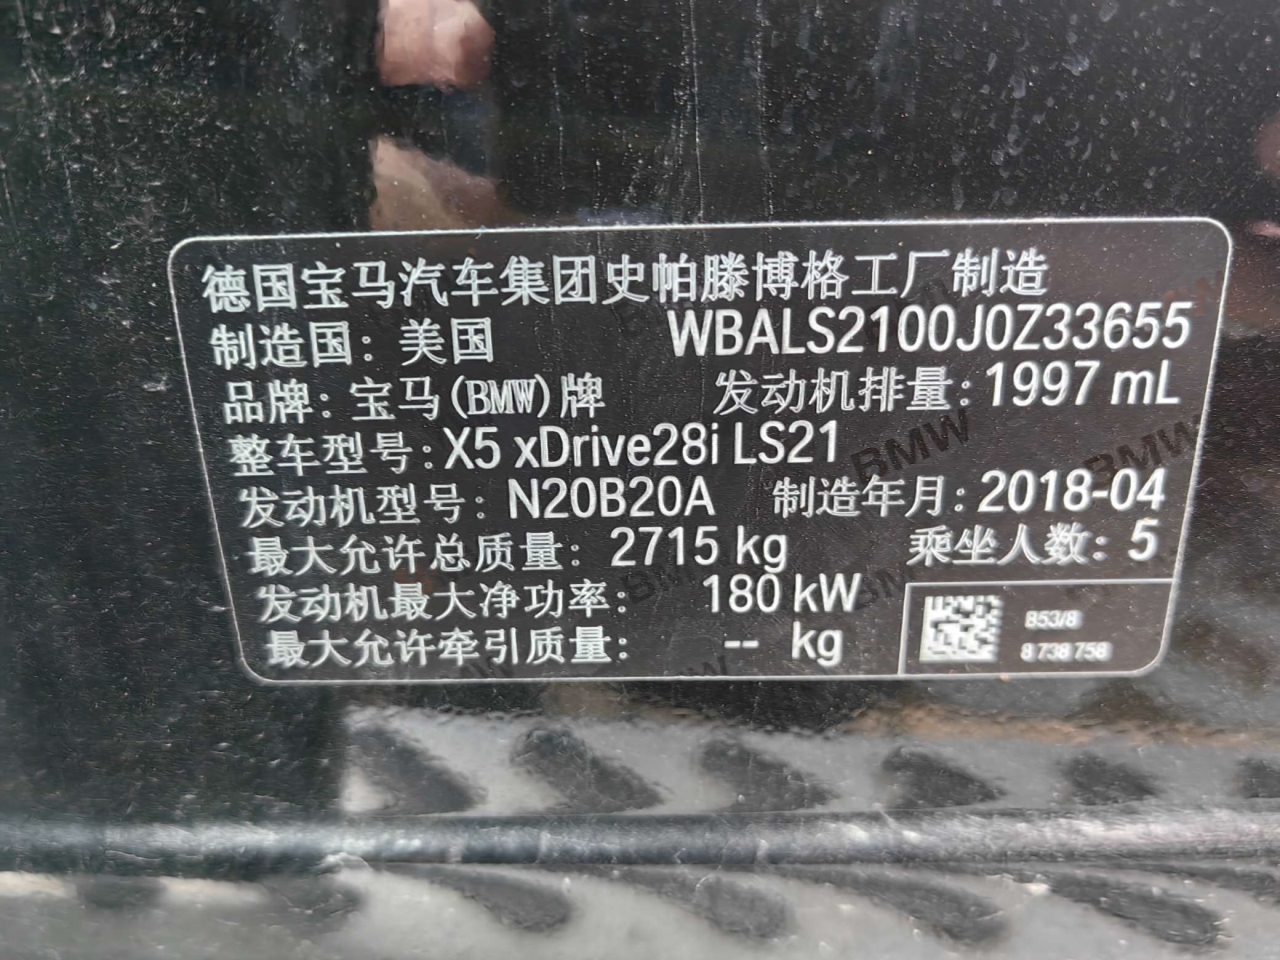 德国宝马汽车集团史帕滕博格工厂制造
制造国：美国 WBALS2100J0Z33655
品牌：宝马(BMW)牌 发动机排量：1997 mL
整车型号：X5 xDrive28i LS21
发动机型号：N20B20A 制造年月：2018-04
最大允许总质量：2715 kg 乘坐人数：5
发动机最大净功率：180 kW
最大允许牵引质量：-- kg
853/8
8 738 758